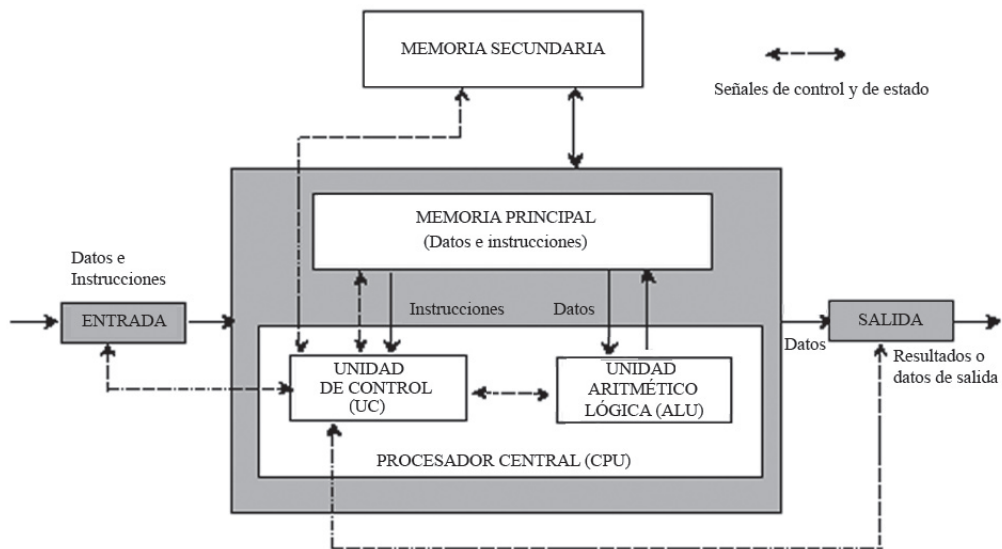 MEMORIA SECUNDARIA
Señales de control y de estado
MEMORIA PRINCIPAL
(Datos e instrucciones)
Datos e
Instrucciones
ENTRADA
Instrucciones
Datos
UNIDAD
DE CONTROL
(UC)
UNIDAD
ARITMÉTICO
LÓGICA (ALU)
PROCESADOR CENTRAL (CPU)
Datos
SALIDA
Resultados o
datos de salida